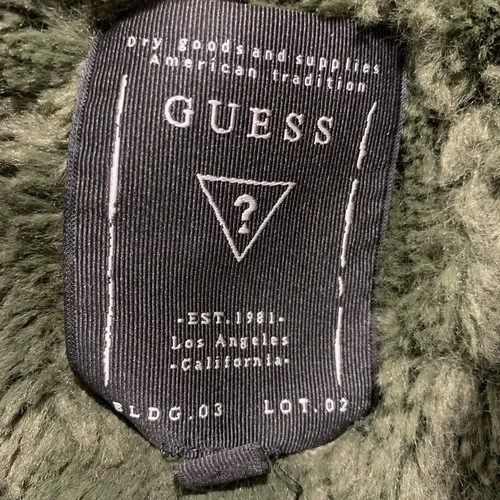 Dry goods and supplies
American tradition
GUESS
?
-EST.1981-
Los Angeles
-California-
BLDG.03 LOT.02